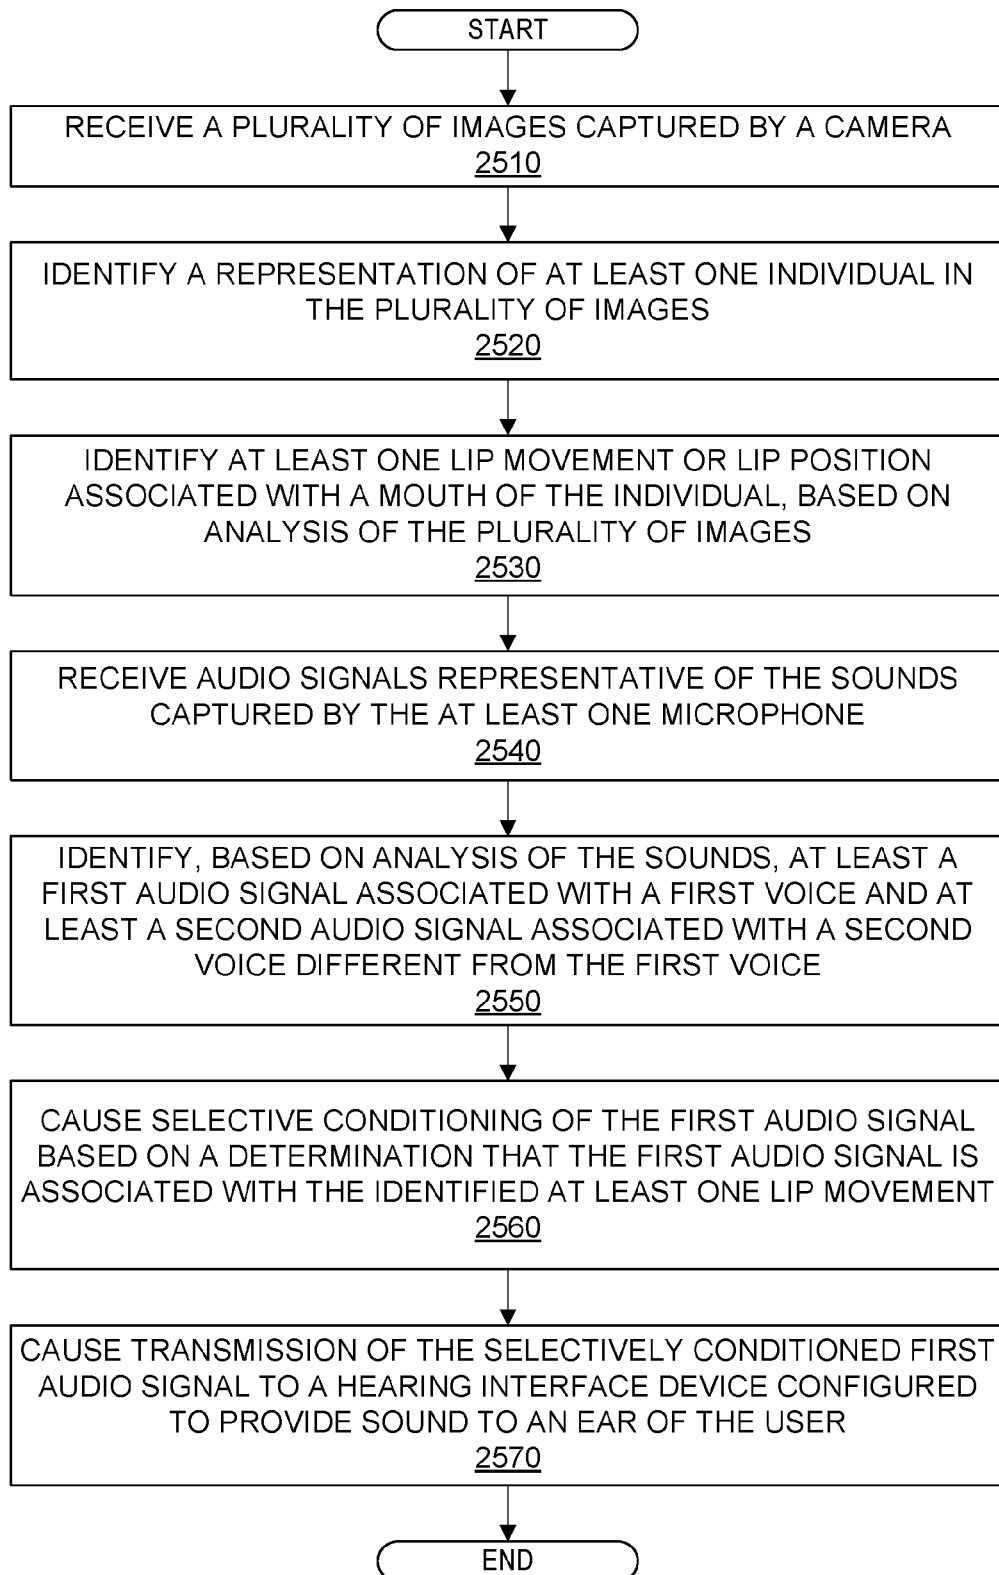 START
RECEIVE A PLURALITY OF IMAGES CAPTURED BY A CAMERA
2510
IDENTIFY A REPRESENTATION OF AT LEAST ONE INDIVIDUAL IN
THE PLURALITY OF IMAGES
2520
IDENTIFY AT LEAST ONE LIP MOVEMENT OR LIP POSITION
ASSOCIATED WITH A MOUTH OF THE INDIVIDUAL, BASED ON
ANALYSIS OF THE PLURALITY OF IMAGES
2530
RECEIVE AUDIO SIGNALS REPRESENTATIVE OF THE SOUNDS
CAPTURED BY THE AT LEAST ONE MICROPHONE
2540
IDENTIFY, BASED ON ANALYSIS OF THE SOUNDS, AT LEAST A
FIRST AUDIO SIGNAL ASSOCIATED WITH A FIRST VOICE AND AT
LEAST A SECOND AUDIO SIGNAL ASSOCIATED WITH A SECOND
VOICE DIFFERENT FROM THE FIRST VOICE
2550
CAUSE SELECTIVE CONDITIONING OF THE FIRST AUDIO SIGNAL
BASED ON A DETERMINATION THAT THE FIRST AUDIO SIGNAL IS
ASSOCIATED WITH THE IDENTIFIED AT LEAST ONE LIP MOVEMENT
2560
CAUSE TRANSMISSION OF THE SELECTIVELY CONDITIONED FIRST
AUDIO SIGNAL TO A HEARING INTERFACE DEVICE CONFIGURED
TO PROVIDE SOUND TO AN EAR OF THE USER
2570
END